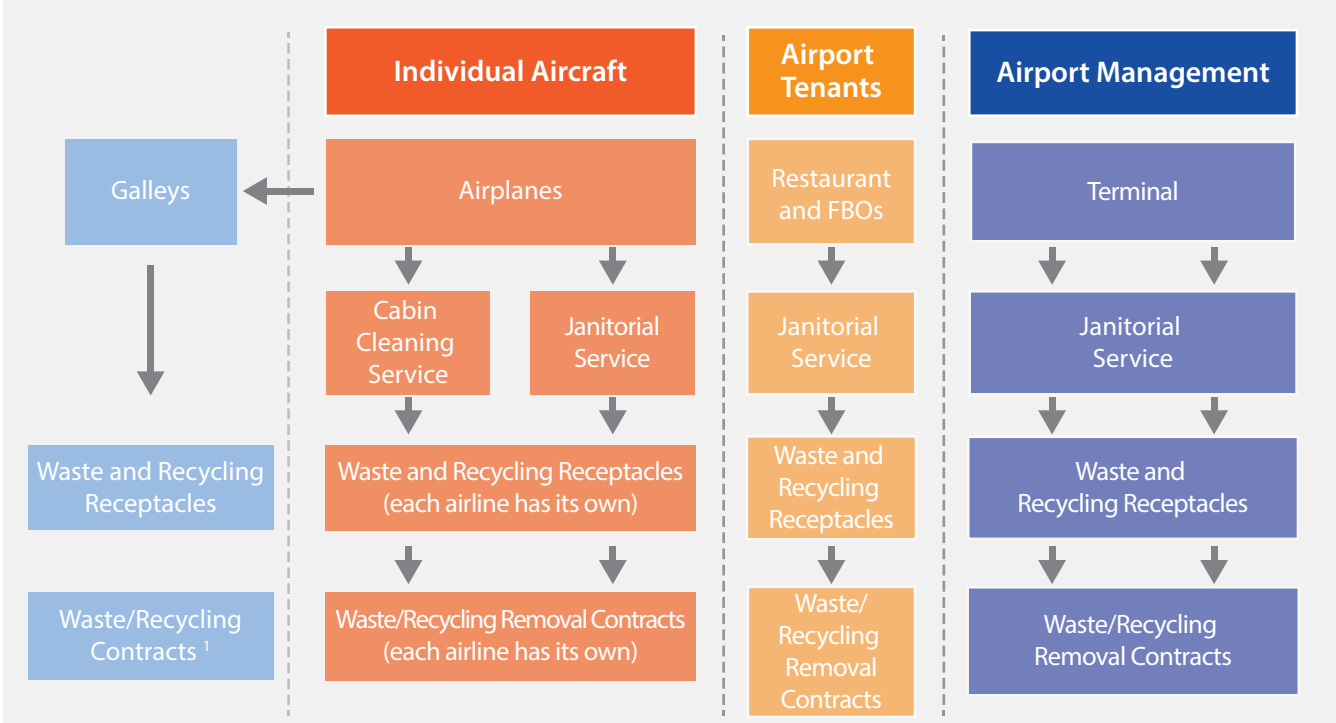 Individual Aircraft
Airport
Tenants
Airport Management
Galleys
Airplanes
Restaurant
and FBOs
Terminal
Cabin
Cleaning
Service
Janitorial
Service
Janitorial
Service
Janitorial
Service
Waste and Recycling
Receptacles
Waste and Recycling Receptacles
(each airline has its own)
Waste and
Recycling
Receptacles
Waste and
Recycling Receptacles
Waste/Recycling
Contracts ¹
Waste/Recycling Removal Contracts
(each airline has its own)
Waste/
Recycling
Removal
Contracts
Waste/Recycling
Removal Contracts